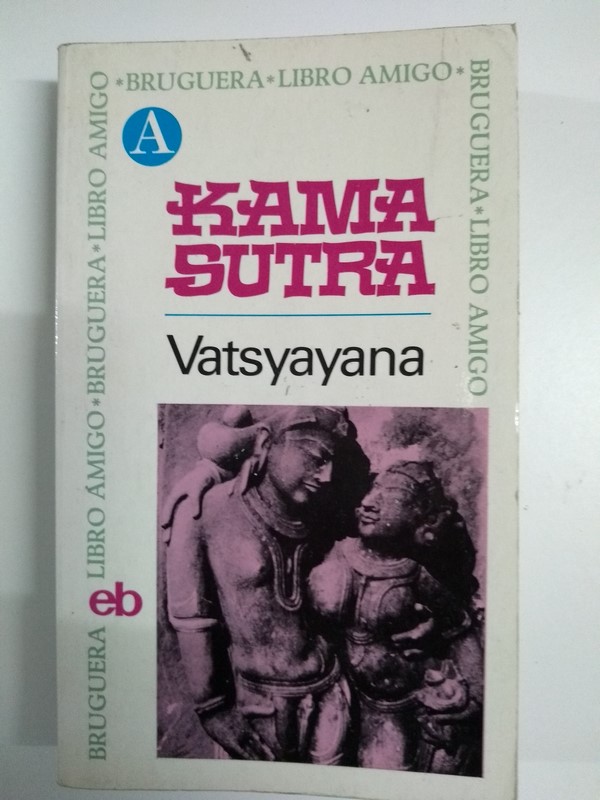 *BRUGUERA*LIBRO AMIGO*
BRUGUERA*LIBRO AMIGO
BRUGUERA LIBRO AMIGO*BRUGUERA*LIBRO AMIGO
A
KAMA
SUTRA
Vatsyayana
eb